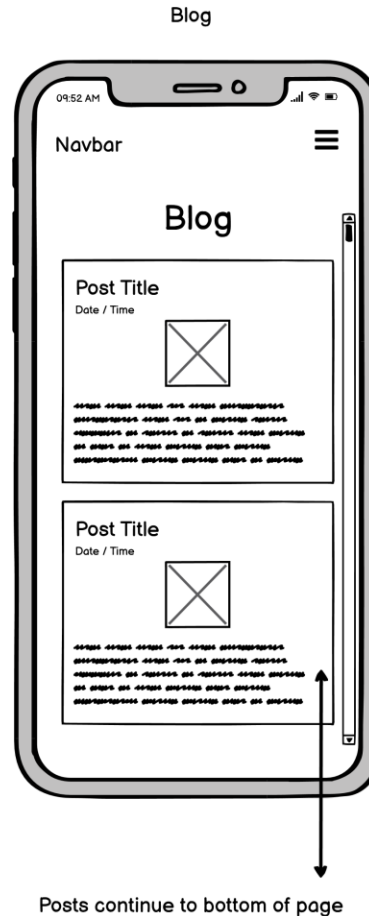 Blog
09:52 AM
Navbar
Blog
Post Title
Date / Time
Post Title
Date / Time
Posts continue to bottom of page